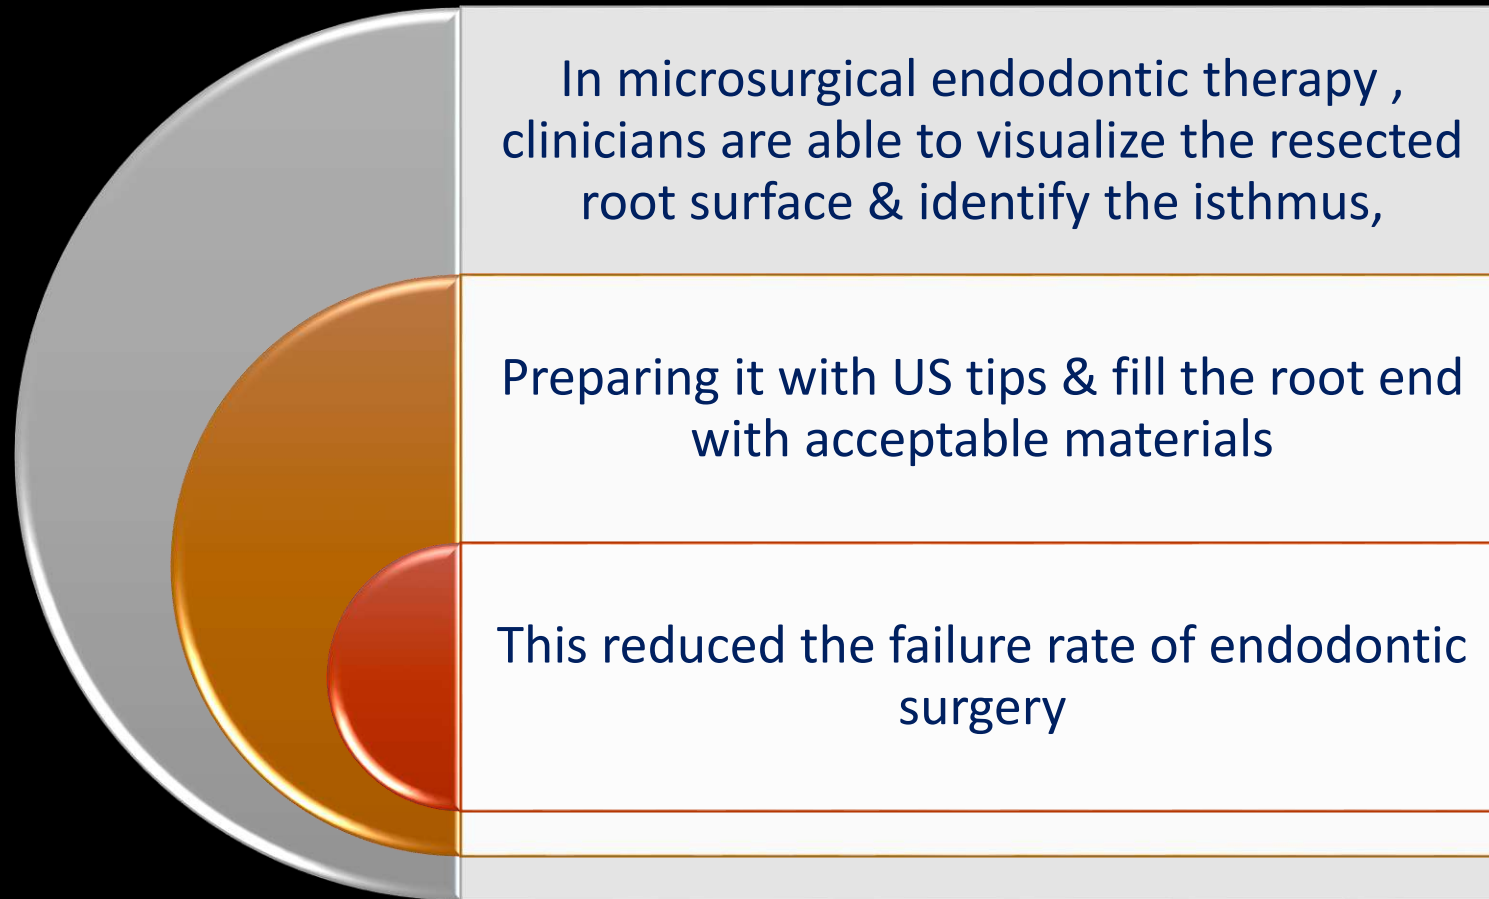 In microsurgical endodontic therapy ,
clinicians are able to visualize the resected
root surface & identify the isthmus,
Preparing it with US tips & fill the root end
with acceptable materials
This reduced the failure rate of endodontic
surgery